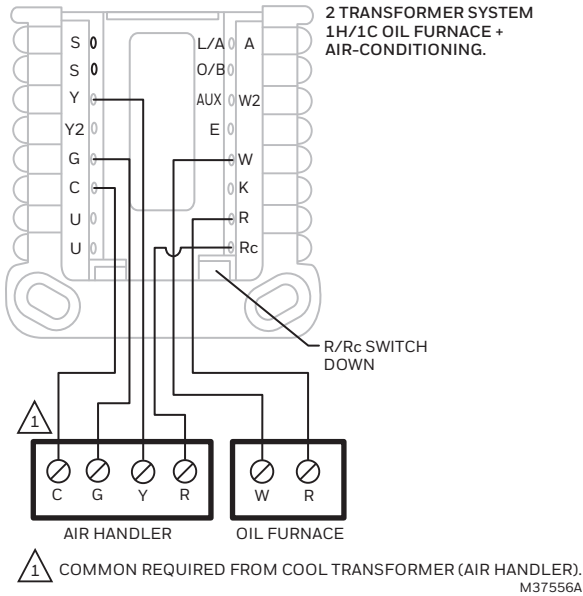 2 TRANSFORMER SYSTEM
1H/1C OIL FURNACE +
AIR-CONDITIONING.
S L/A A
S O/B
Y AUX W2
Y2 E
G W
C K
U R
U Rc
R/Rc SWITCH
DOWN
1
C G Y R W R
AIR HANDLER OIL FURNACE
1 COMMON REQUIRED FROM COOL TRANSFORMER (AIR HANDLER).
M37556A